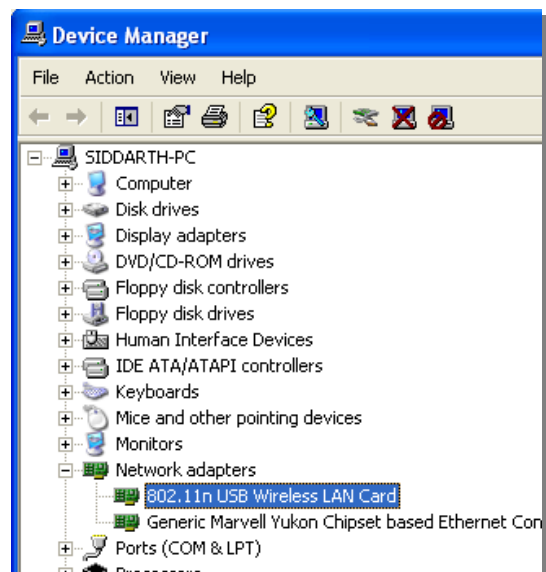 Device Manager
File Action View Help
SIDDARTH-PC
Computer
Disk drives
Display adapters
DVD/CD-ROM drives
Floppy disk controllers
Floppy disk drives
Human Interface Devices
IDE ATA/ATAPI controllers
Keyboards
Mice and other pointing devices
Monitors
Network adapters
802.11n USB Wireless LAN Card
Generic Marvell Yukon Chipset based Ethernet Con
Ports (COM & LPT)